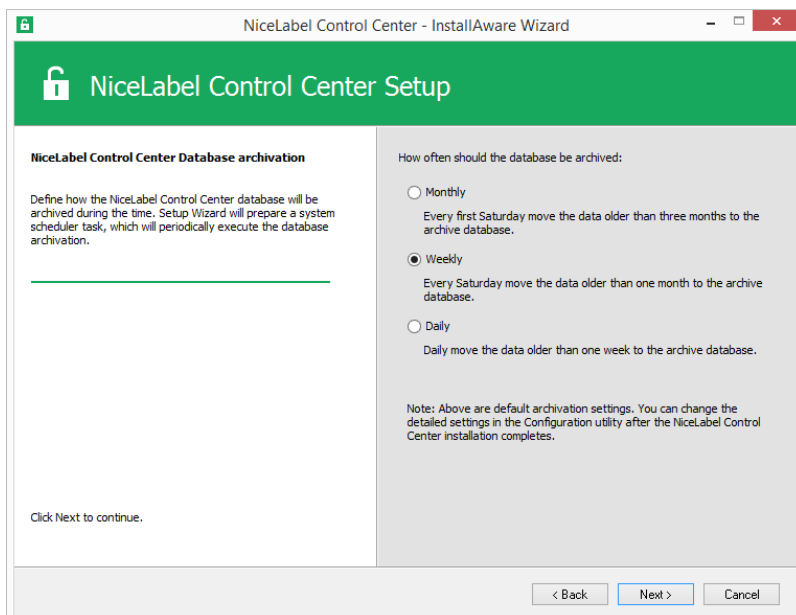 NiceLabel Control Center - InstallAware Wizard
NiceLabel Control Center Setup
NiceLabel Control Center Database archivation
Define how the NiceLabel Control Center database will be
archived during the time. Setup Wizard will prepare a system
scheduler task, which will periodically execute the database
archivation.
Click Next to continue.
How often should the database be archived:
Monthly
Every first Saturday move the data older than three months to the
archive database.
Weekly
Every Saturday move the data older than one month to the archive
database.
Daily
Daily move the data older than one week to the archive database.
Note: Above are default archivation settings. You can change the
detailed settings in the Configuration utility after the NiceLabel Control
Center installation completes.
< Back
Next >
Cancel